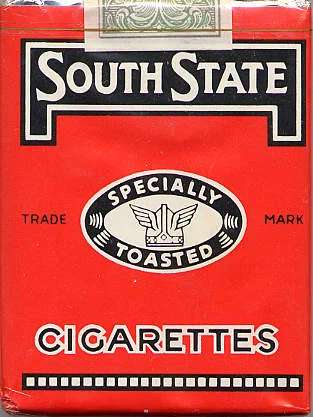 SOUTH STATE
SPECIALLY
TRADE MARK
TOASTED
CIGARETTES